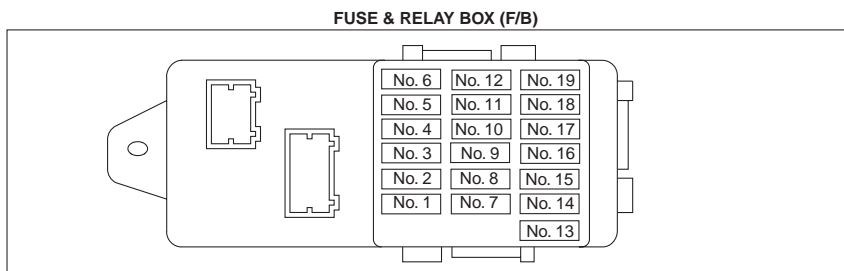 FUSE & RELAY BOX (F/B)
No. 6 No. 12 No. 19
No. 5 No. 11 No. 18
No. 4 No. 10 No. 17
No. 3 No. 9 No. 16
No. 2 No. 8 No. 15
No. 1 No. 7 No. 14
No. 13